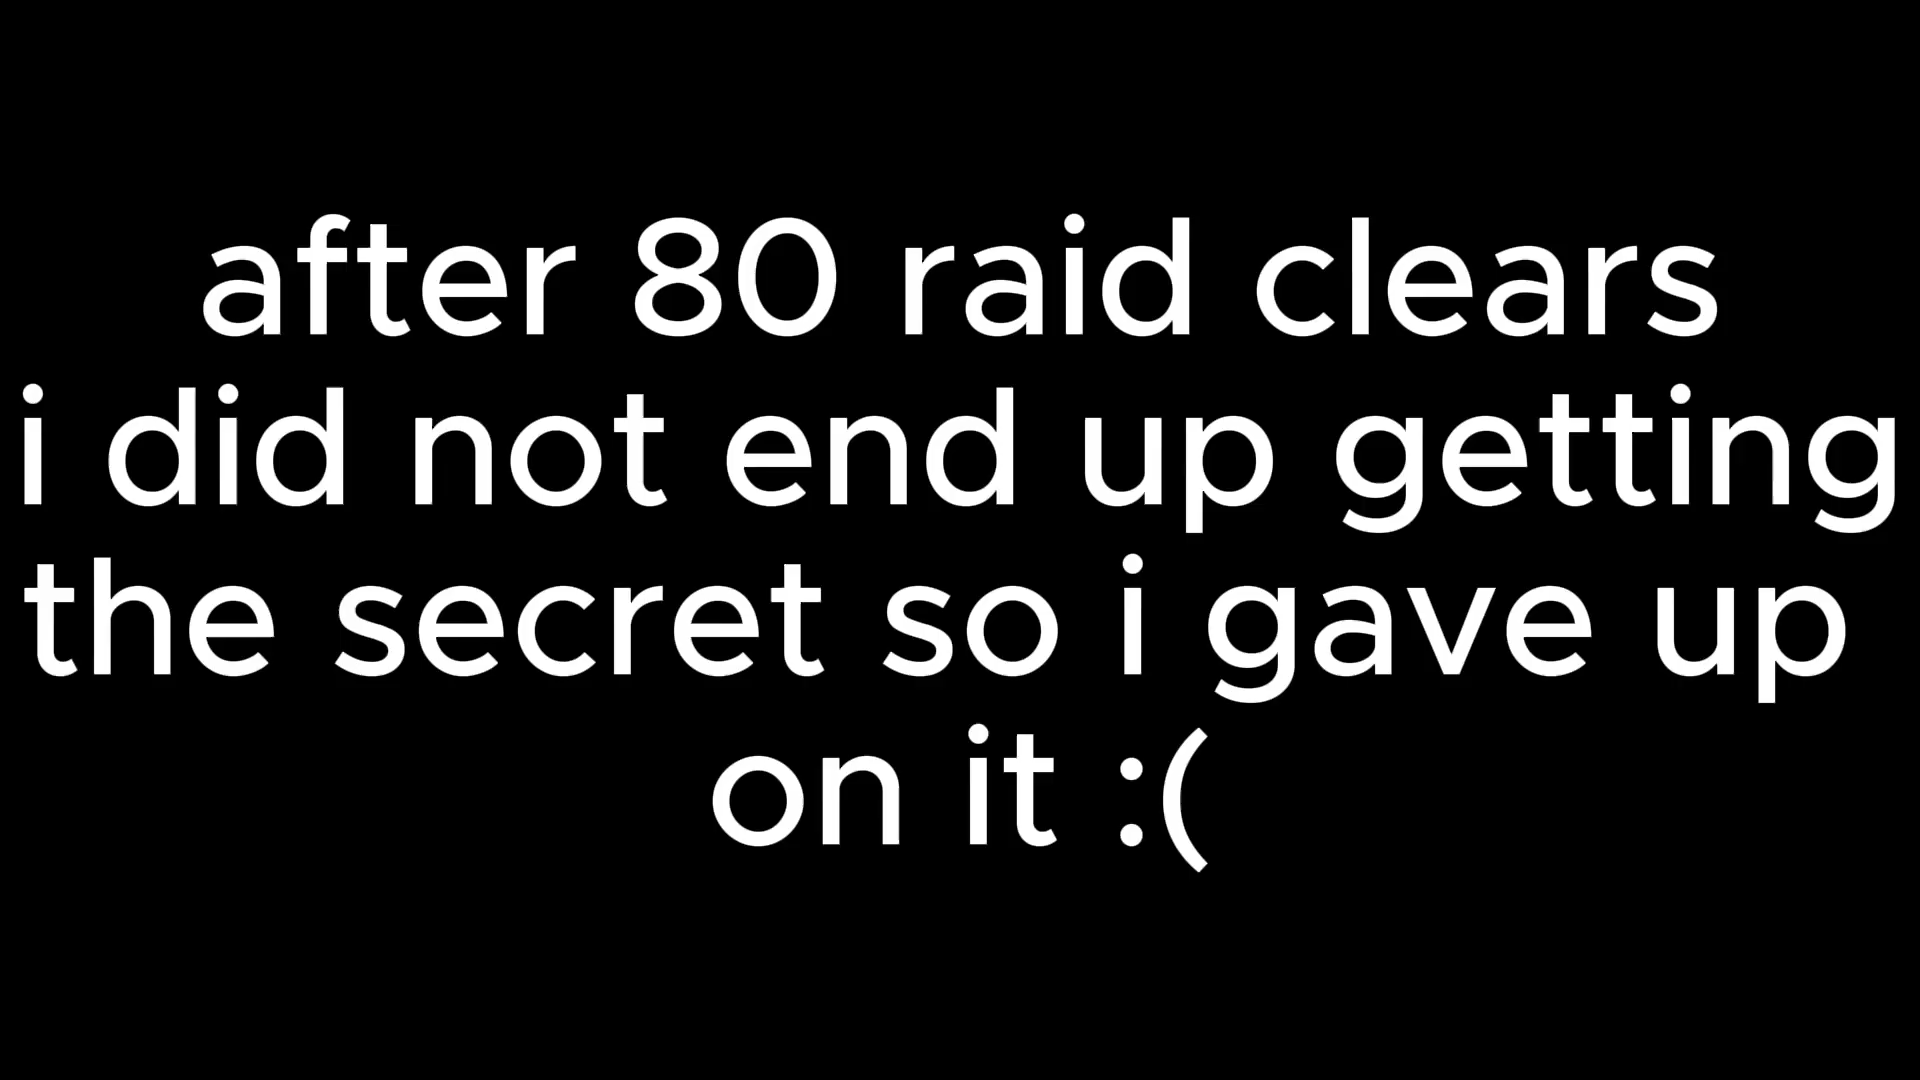 after 80 raid clears
i did not end up getting
the secret so i gave up
on it :(